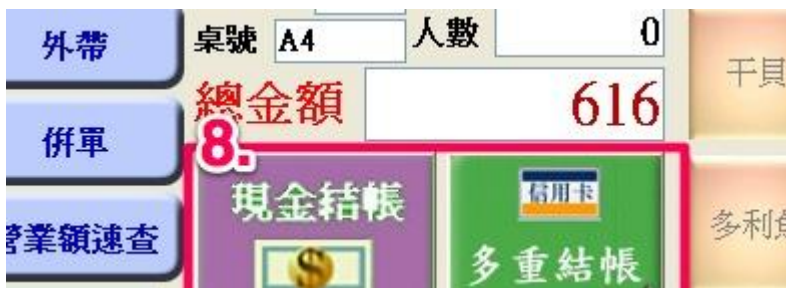 外帶
桌號 A4
人數 0
干貝
總金額 616
併單
8.
現金結帳
信用卡
多重結帳
營業額速查
多利魚
$